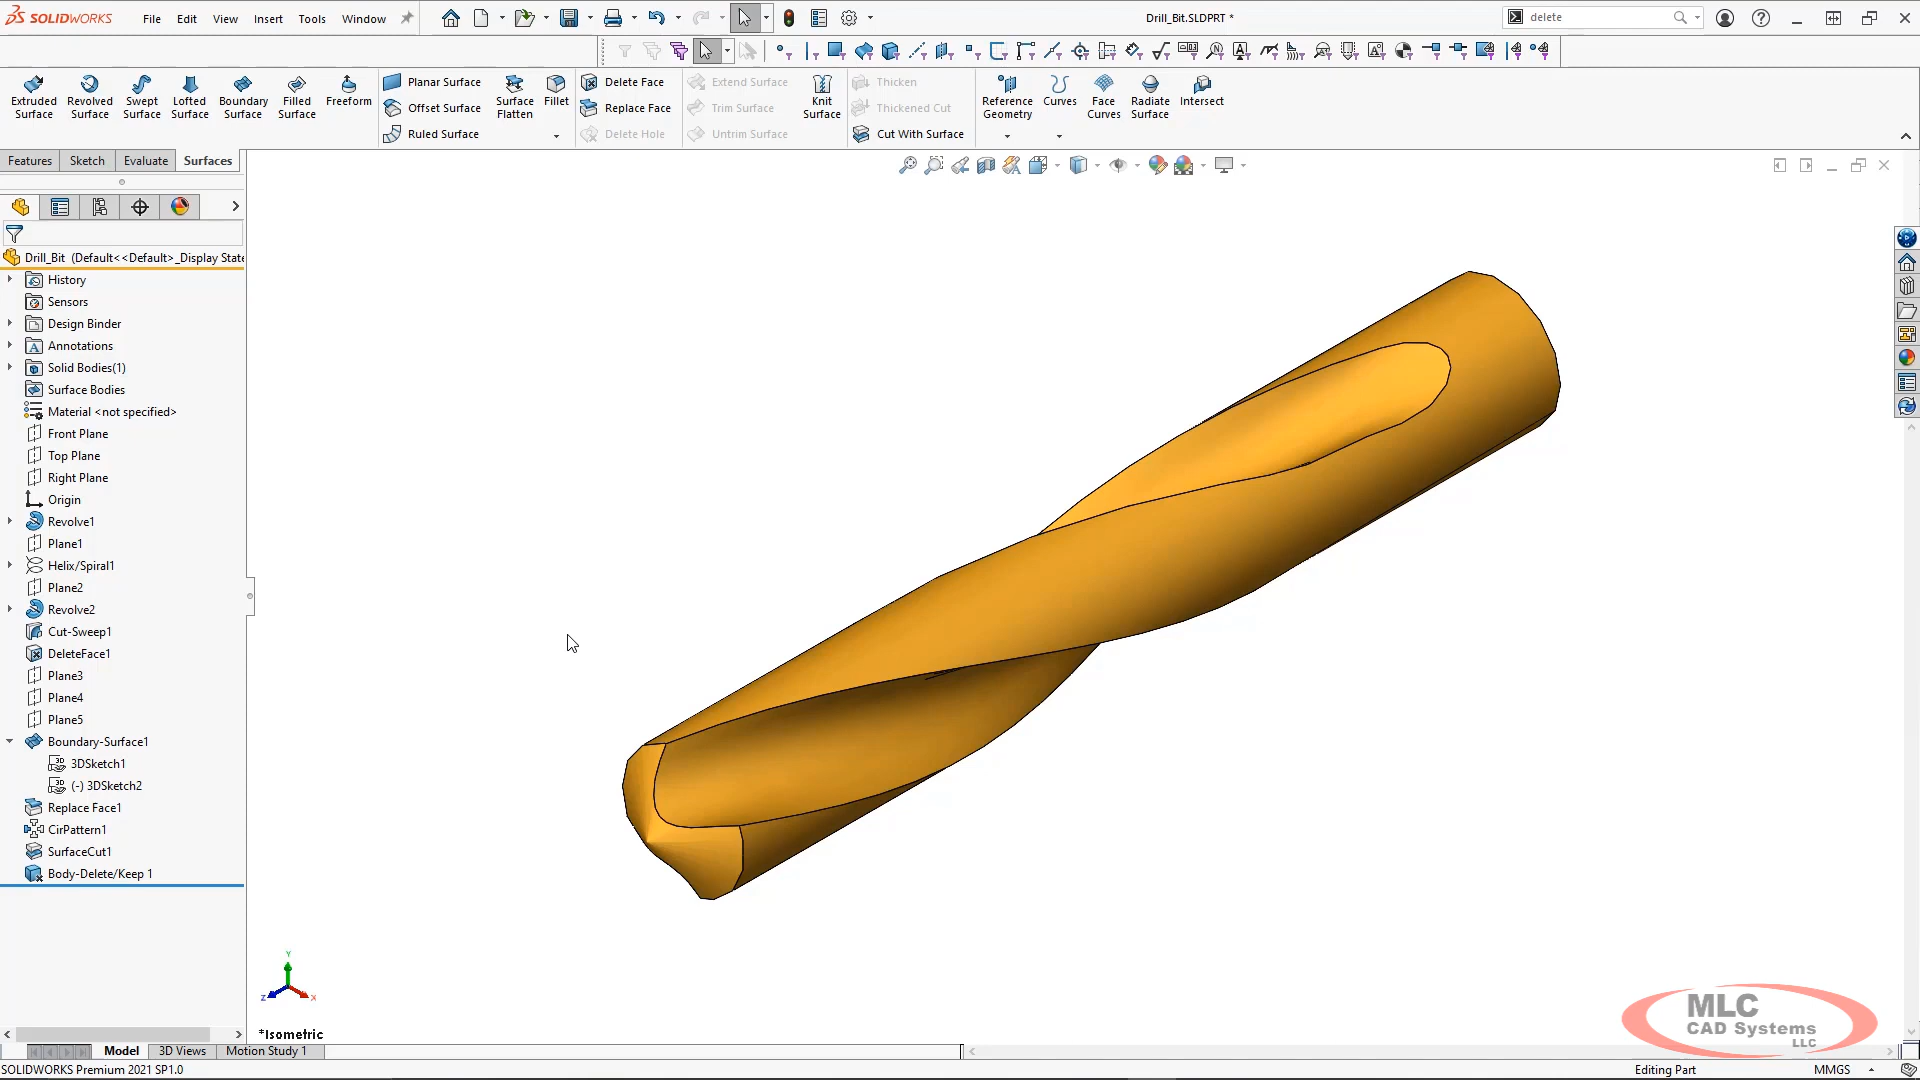 SOLIDWORKS File Edit View Insert Tools Window Drill_Bit.SLDPRT * delete
Extruded Surface
Revolved Surface
Swept Surface
Lofted Surface
Boundary Surface
Filled Surface
Freeform
Planar Surface
Offset Surface
Ruled Surface
Surface Flatten
Fillet
Delete Face
Replace Face
Delete Hole
Extend Surface
Trim Surface
Untrim Surface
Knit Surface
Thicken
Thickened Cut
Cut With Surface
Reference Geometry
Curves
Face Curves
Radiate Surface
Intersect
Features Sketch Evaluate Surfaces
Drill_Bit (Default<<Default>_Display State
History
Sensors
Design Binder
Annotations
Solid Bodies(1)
Surface Bodies
Material <not specified>
Front Plane
Top Plane
Right Plane
Origin
Revolve1
Plane1
Helix/Spiral1
Plane2
Revolve2
Cut-Sweep1
DeleteFace1
Plane3
Plane4
Plane5
Boundary-Surface1
3DSketch1
(-) 3DSketch2
Replace Face1
CirPattern1
SurfaceCut1
Body-Delete/Keep 1
Y
Z X
*Isometric
MLC
CAD Systems
LLC
Model 3D Views Motion Study 1
SOLIDWORKS Premium 2021 SP1.0 Editing Part MMGS